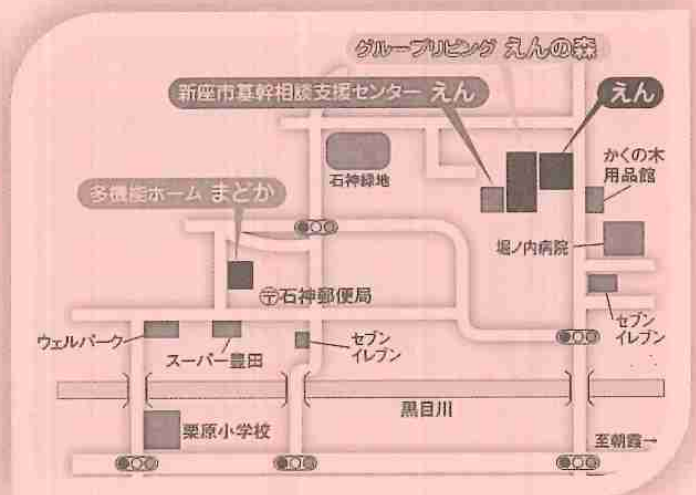 グループリビング えんの森
新座市基幹相談支援センター えん
えん
かくの木
用品館
石神緑地
多機能ホーム まどか
堀ノ内病院
〒石神郵便局
セブン
イレブン
ウェルパーク
スーパー豊田
セブン
イレブン
黒目川
栗原小学校
至朝霞→